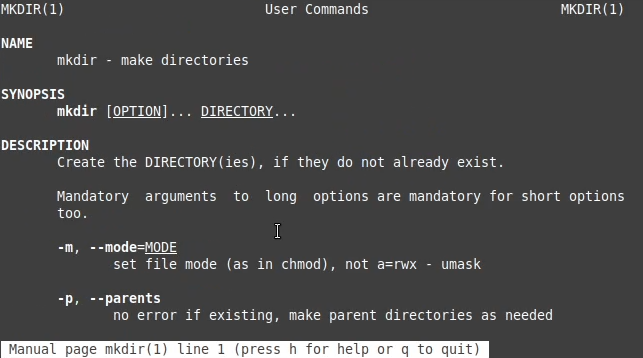 MKDIR(1) User Commands MKDIR(1)
NAME
mkdir - make directories
SYNOPSIS
mkdir [OPTION]... DIRECTORY...
DESCRIPTION
Create the DIRECTORY(ies), if they do not already exist.
Mandatory arguments to long options are mandatory for short options
too.
-m, --mode=MODE
set file mode (as in chmod), not a=rwx - umask
-p, --parents
no error if existing, make parent directories as needed
Manual page mkdir(1) line 1 (press h for help or q to quit)